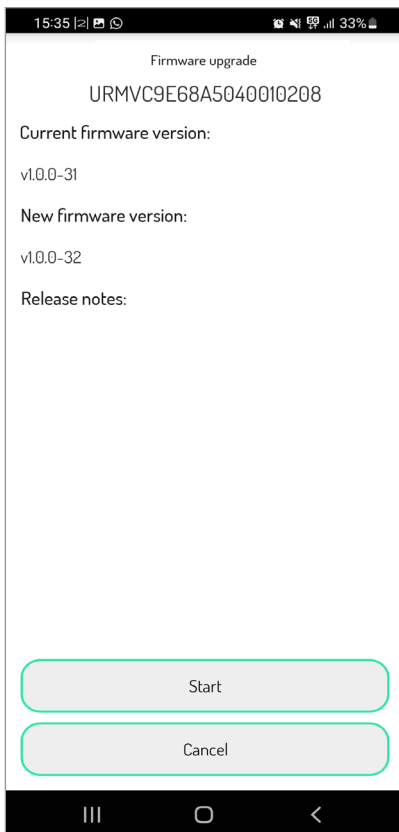 15:35 |2|
33%
Firmware upgrade
URMVC9E68A5040010208
Current firmware version:
v1.0.0-31
New firmware version:
v1.0.0-32
Release notes:
Start
Cancel